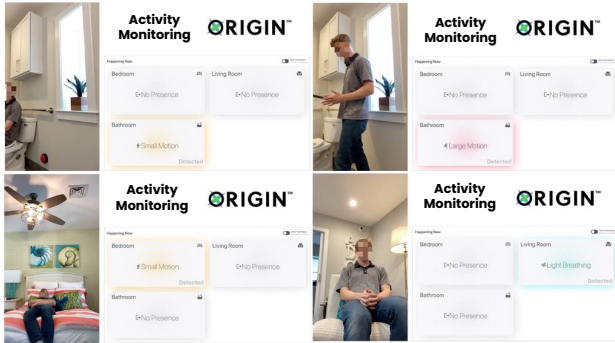 Activity
Monitoring
ORIGIN™
Happening Now
Bedroom
No Presence
Living Room
No Presence
Bathroom
Small Motion
Detected
Activity
Monitoring
ORIGIN™
Happening Now
Bedroom
No Presence
Living Room
No Presence
Bathroom
Large Motion
Detected
Activity
Monitoring
ORIGIN™
Happening Now
Bedroom
Small Motion
Detected
Living Room
No Presence
Bathroom
No Presence
Activity
Monitoring
ORIGIN™
Happening Now
Bedroom
No Presence
Living Room
Light Breathing
Detected
Bathroom
No Presence